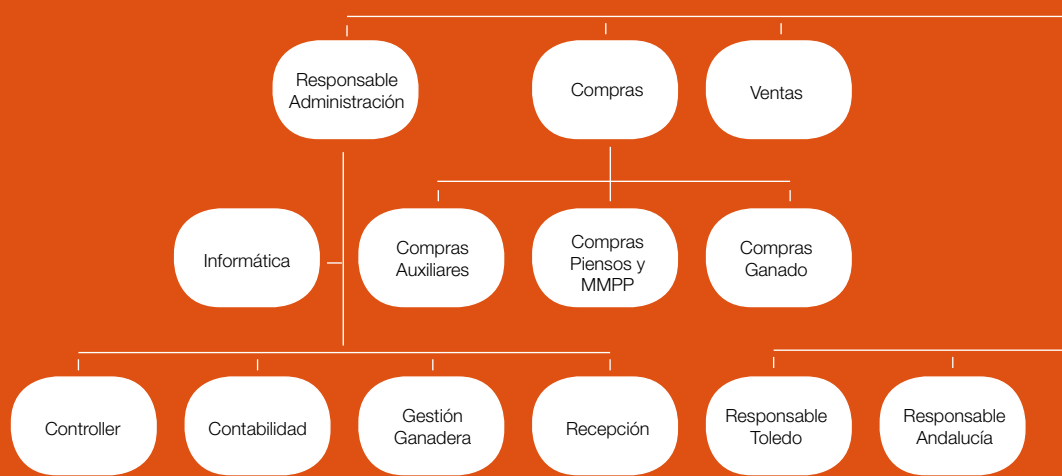 Responsable
Administración
Compras
Ventas
Informática
Compras
Auxiliares
Compras
Piensos y
MMPP
Compras
Ganado
Controller
Contabilidad
Gestión
Ganadera
Recepción
Responsable
Toledo
Responsable
Andalucía